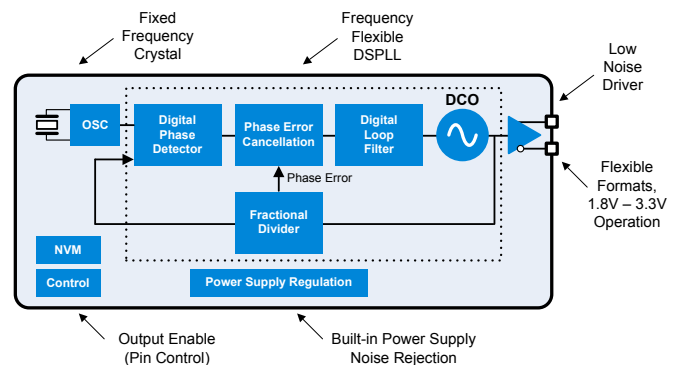 Fixed
Frequency
Crystal
Frequency
Flexible
DSPLL
Low
Noise
Driver
OSC
Digital
Phase
Detector
Phase Error
Cancellation
Digital
Loop
Filter
DCO
Phase Error
Fractional
Divider
Flexible
Formats,
1.8V – 3.3V
Operation
NVM
Control
Power Supply Regulation
Output Enable
(Pin Control)
Built-in Power Supply
Noise Rejection